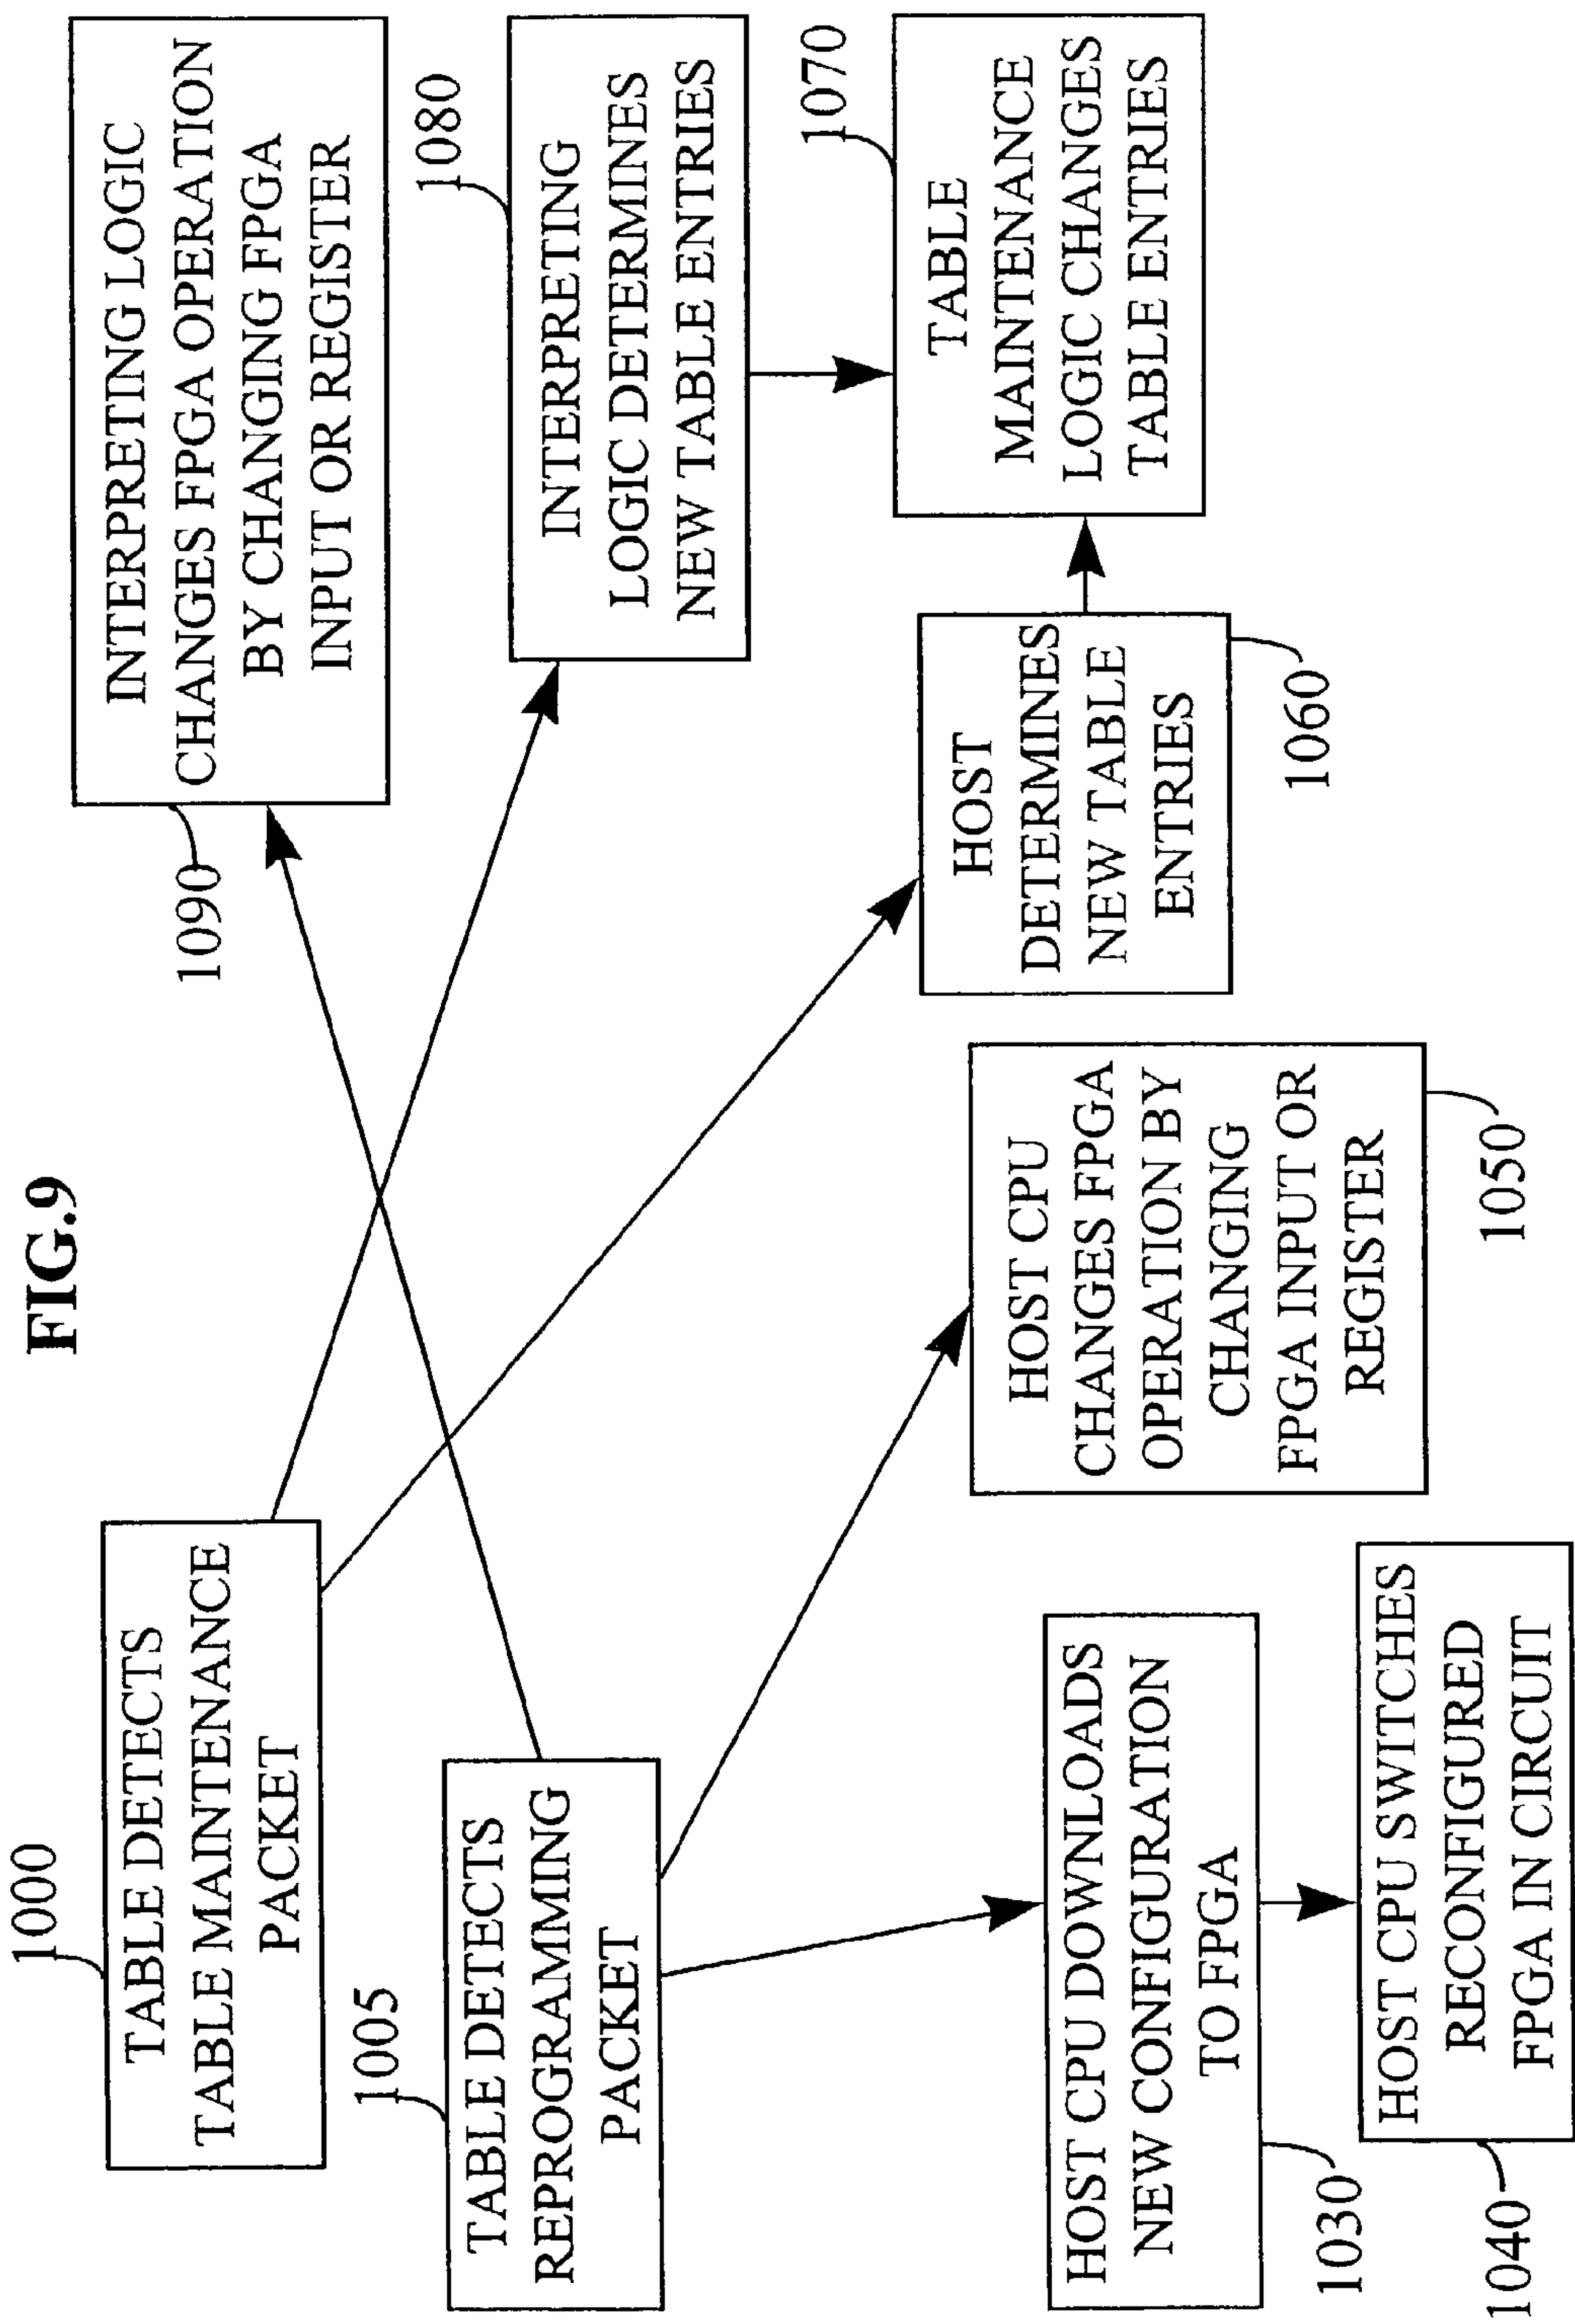 FIG.9
1000
TABLE DETECTS
TABLE MAINTENANCE
PACKET
1005
TABLE DETECTS
REPROGRAMMING
PACKET
HOST CPU DOWNLOADS
NEW CONFIGURATION
TO FPGA
1030
HOST CPU SWITCHES
RECONFIGURED
FPGA IN CIRCUIT
1040
HOST CPU
CHANGES FPGA
OPERATION BY
CHANGING
FPGA INPUT OR
REGISTER
1050
HOST
DETERMINES
NEW TABLE
ENTRIES
1060
1090
INTERPRETING LOGIC
CHANGES FPGA OPERATION
BY CHANGING FPGA
INPUT OR REGISTER
1080
INTERPRETING
LOGIC DETERMINES
NEW TABLE ENTRIES
1070
TABLE
MAINTENANCE
LOGIC CHANGES
TABLE ENTRIES